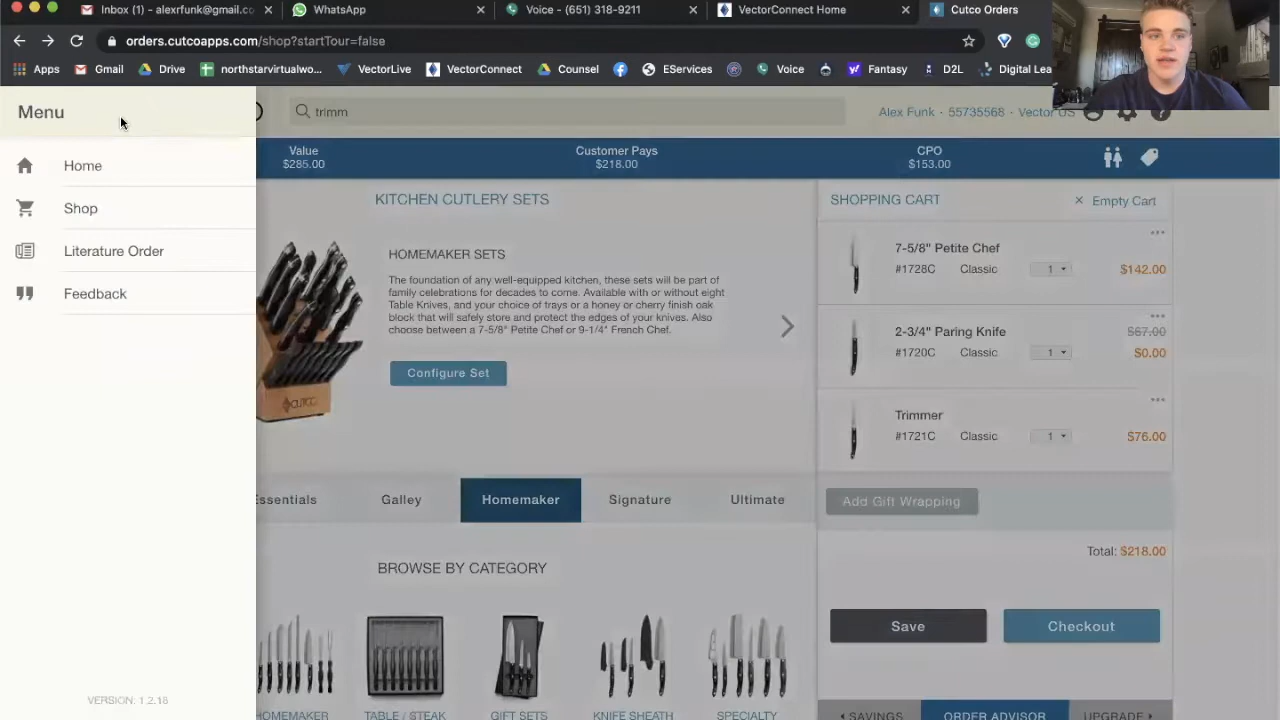 Inbox (1) - alexrfunk@gmail.co
WhatsApp
Voice - (651) 318-9211
VectorConnect Home
Cutco Orders
orders.cutcoapps.com/shop?startTour=false
Apps
Gmail
Drive
northstarvirtualwo...
VectorLive
VectorConnect
Counsel
EServices
Voice
Fantasy
D2L
Digital Lea
Menu
trimm
Alex Funk - 55735568 - Vector US
Home
Shop
Literature Order
Feedback
VERSION: 1.2.18
Value
$285.00
Customer Pays
$218.00
CPO
$153.00
KITCHEN CUTLERY SETS
HOMEMAKER SETS
The foundation of any well-equipped kitchen, these sets will be part of
family celebrations for decades to come. Available with or without eight
Table Knives, and your choice of trays or a honey or cherry finish oak
block that will safely store and protect the edges of your knives. Also
choose between a 7-5/8" Petite Chef or 9-1/4" French Chef.
Configure Set
CUTCO
Essentials
Galley
Homemaker
Signature
Ultimate
BROWSE BY CATEGORY
HOMEMAKER
TABLE / STEAK
GIFT SETS
KNIFE SHEATH
SPECIALTY
SHOPPING CART
× Empty Cart
7-5/8" Petite Chef
#1728C Classic 1 $142.00
2-3/4" Paring Knife $67.00
#1720C Classic 1 $0.00
Trimmer
#1721C Classic 1 $76.00
Add Gift Wrapping
Total: $218.00
Save
Checkout
SAVINGS
ORDER ADVISOR
UPGRADE